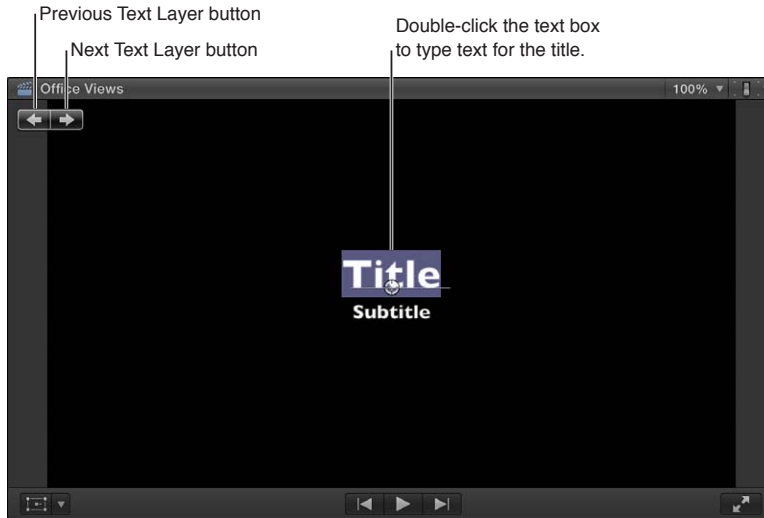 Previous Text Layer button
Next Text Layer button
Double-click the text box
to type text for the title.
Office Views
100%
Title
Subtitle